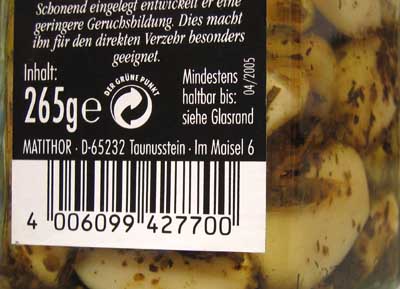 Schonend eingelegt entwickelt er eine
geringere Geruchsbildung. Dies macht
ihn für den direkten Verzehr besonders
geeignet.
Inhalt:
265g e
DER GRÜNE PUNKT
Mindestens
haltbar bis:
siehe Glasrand
04/2005
MATITHOR · D-65232 Taunusstein · Im Maisel 6
4 006099 427700